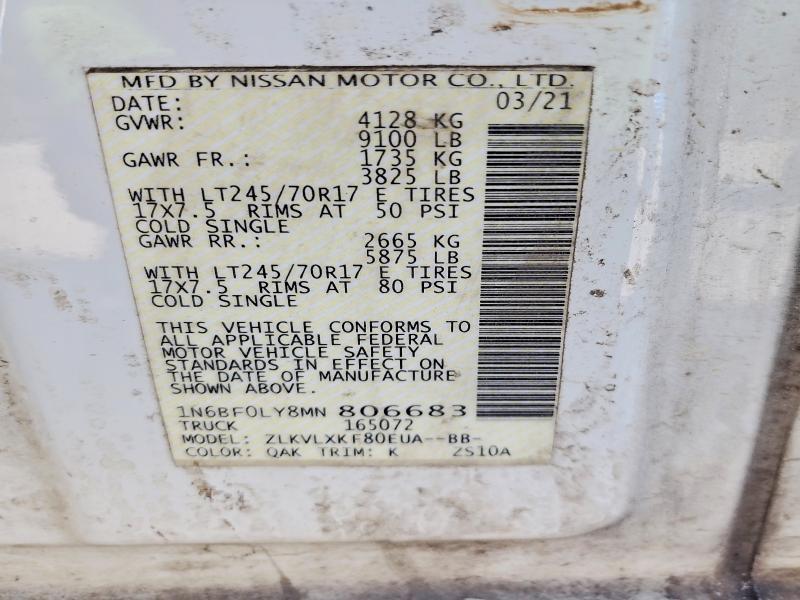 MFD BY NISSAN MOTOR CO., LTD.
DATE: 03/21
GVWR: 4128 KG
9100 LB
GAWR FR.: 1735 KG
3825 LB
WITH LT245/70R17 E TIRES
17X7.5 RIMS AT 50 PSI
COLD SINGLE
GAWR RR.: 2665 KG
5875 LB
WITH LT245/70R17 E TIRES
17X7.5 RIMS AT 80 PSI
COLD SINGLE
THIS VEHICLE CONFORMS TO
ALL APPLICABLE FEDERAL
MOTOR VEHICLE SAFETY
STANDARDS IN EFFECT ON
THE DATE OF MANUFACTURE
SHOWN ABOVE.
1N6BF0LY8MN 806683
TRUCK 165072
MODEL: ZLKVLXKF80EUA--BB-
COLOR: QAK TRIM: K ZS10A